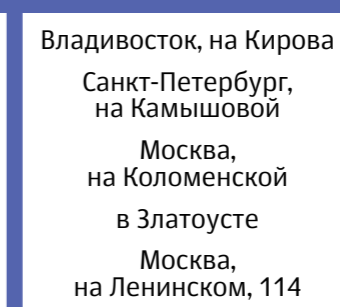 Владивосток, на Кирова
Санкт-Петербург,
на Камышовой
Москва,
на Коломенской
в Златоусте
Москва,
на Ленинском, 114